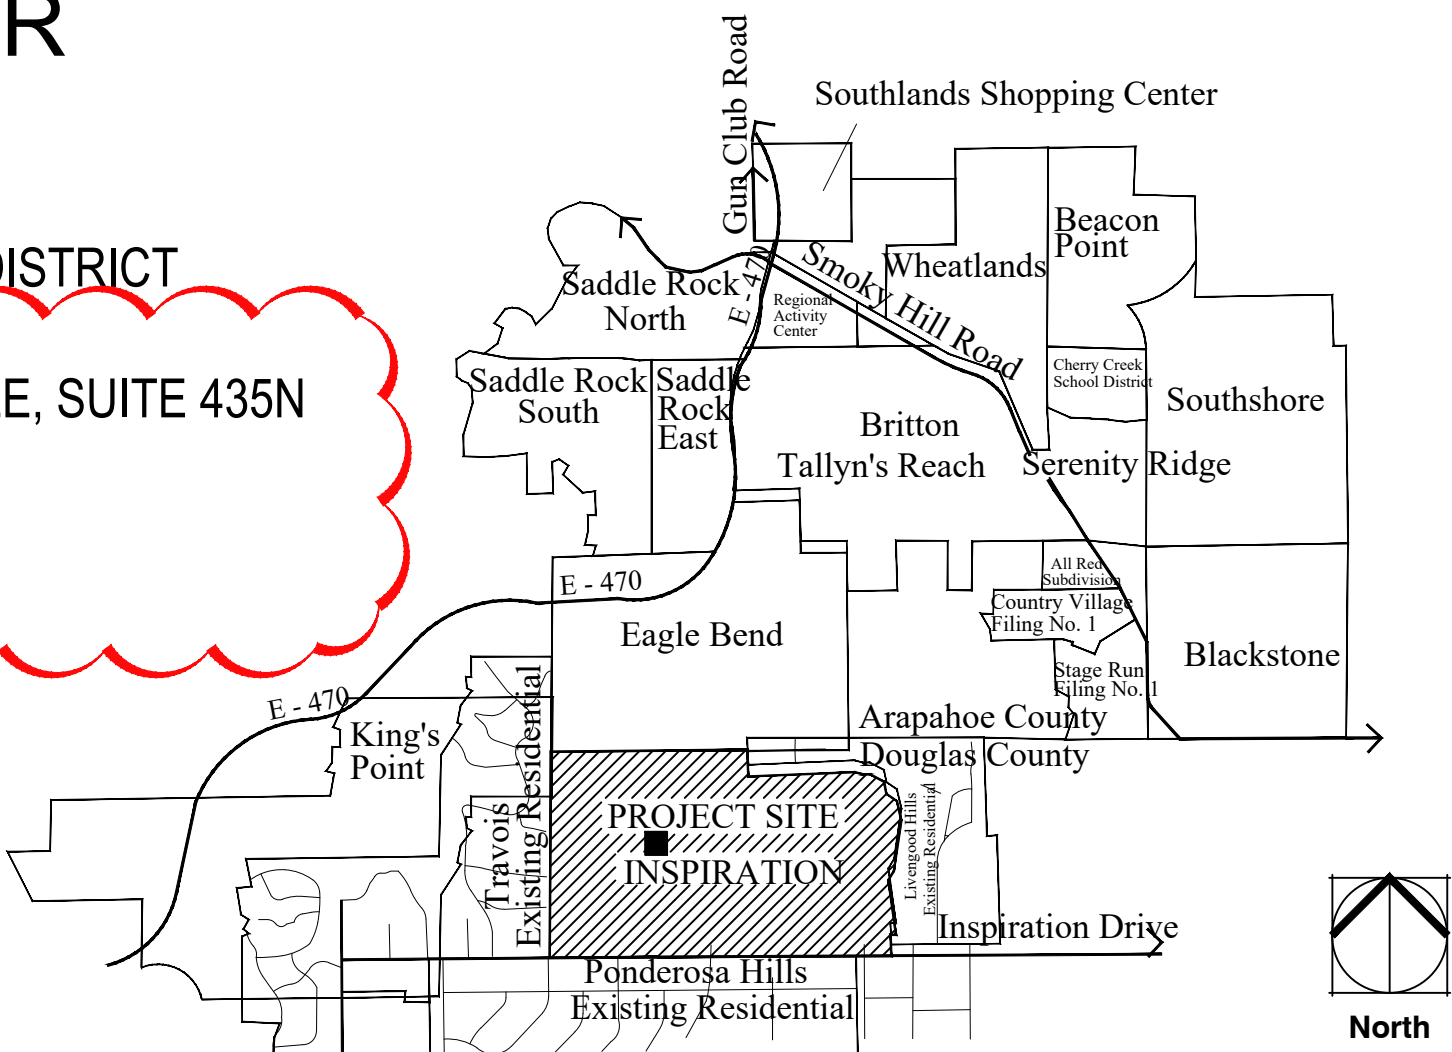 R
DISTRICT
E, SUITE 435N
Gun Club Road
Southlands Shopping Center
Beacon
Point
Smoky Hill Road
Wheatlands
Saddle Rock
North
E - 470
Regional
Activity
Center
Cherry Creek
School District
Saddle Rock
South
Saddle
Rock
East
Southshore
Britton
Tallyn's Reach
Serenity Ridge
E - 470
All Red
Subdivision
Country Village
Filing No. 1
Eagle Bend
Blackstone
Stage Run
Filing No. 1
E - 470
King's
Point
Arapahoe County
Douglas County
Travois
Existing Residential
PROJECT SITE
INSPIRATION
Livengood Hills
Existing Residential
Inspiration Drive
Ponderosa Hills
Existing Residential
North